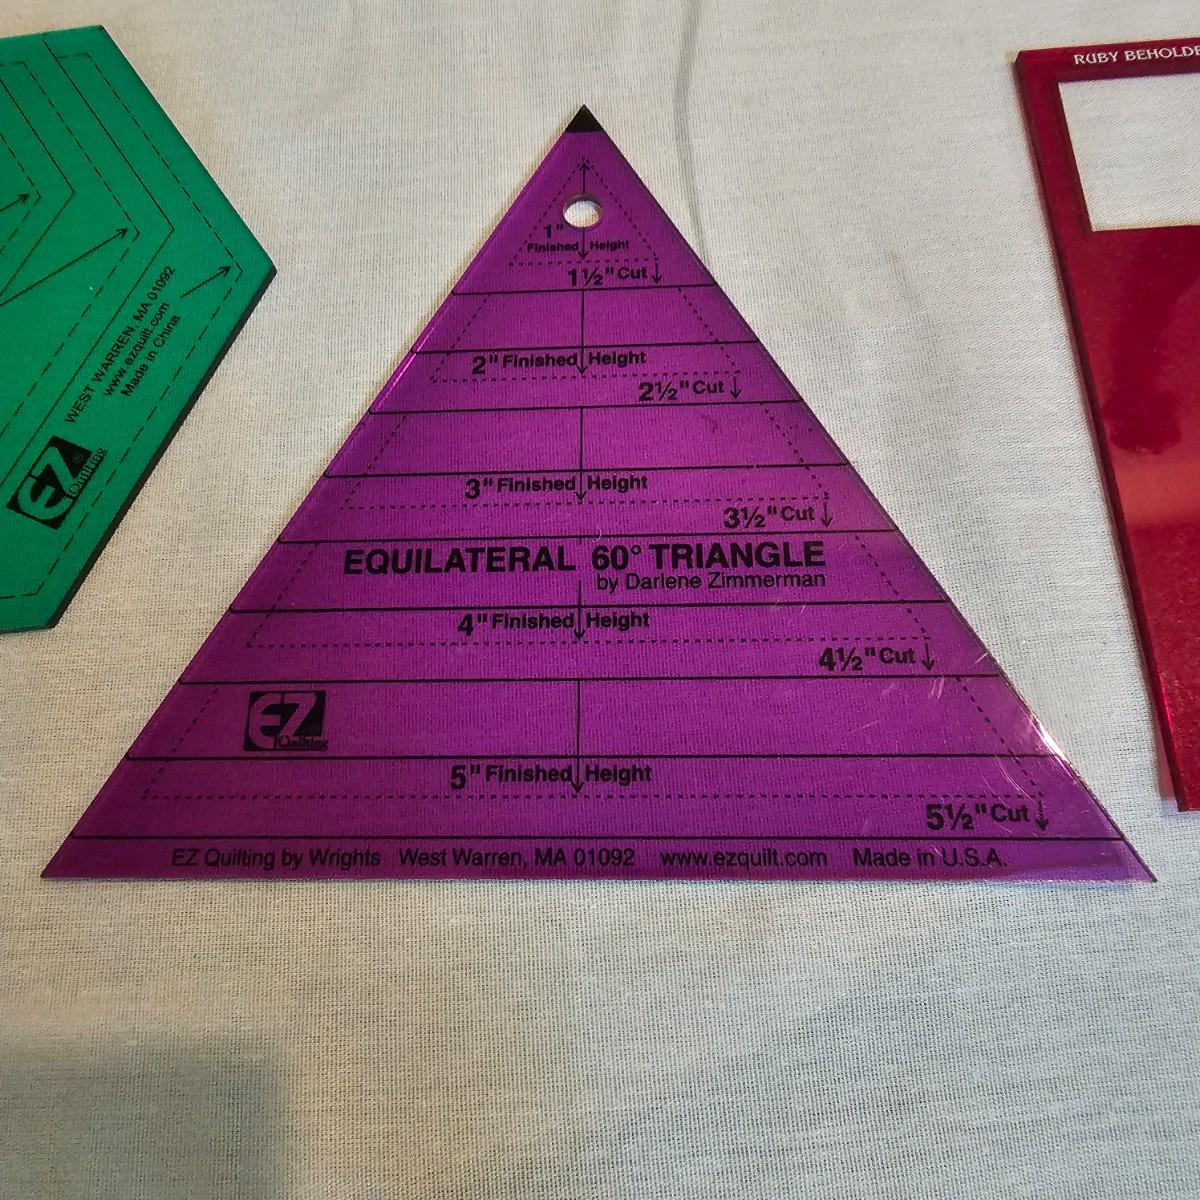 RUBY BEHOLDE
1"
Finished Height
1½" Cut
2" Finished Height
2½" Cut
3" Finished Height
3½" Cut
EQUILATERAL 60° TRIANGLE
by Darlene Zimmerman
4" Finished Height
4½" Cut
EZ
Quilting
5" Finished Height
5½" Cut
EZ Quilting by Wrights West Warren, MA 01092 www.ezquilt.com Made in U.S.A.
WEST WARREN, MA 01092
www.ezquilt.com
Made in China
EZ®
Quilting